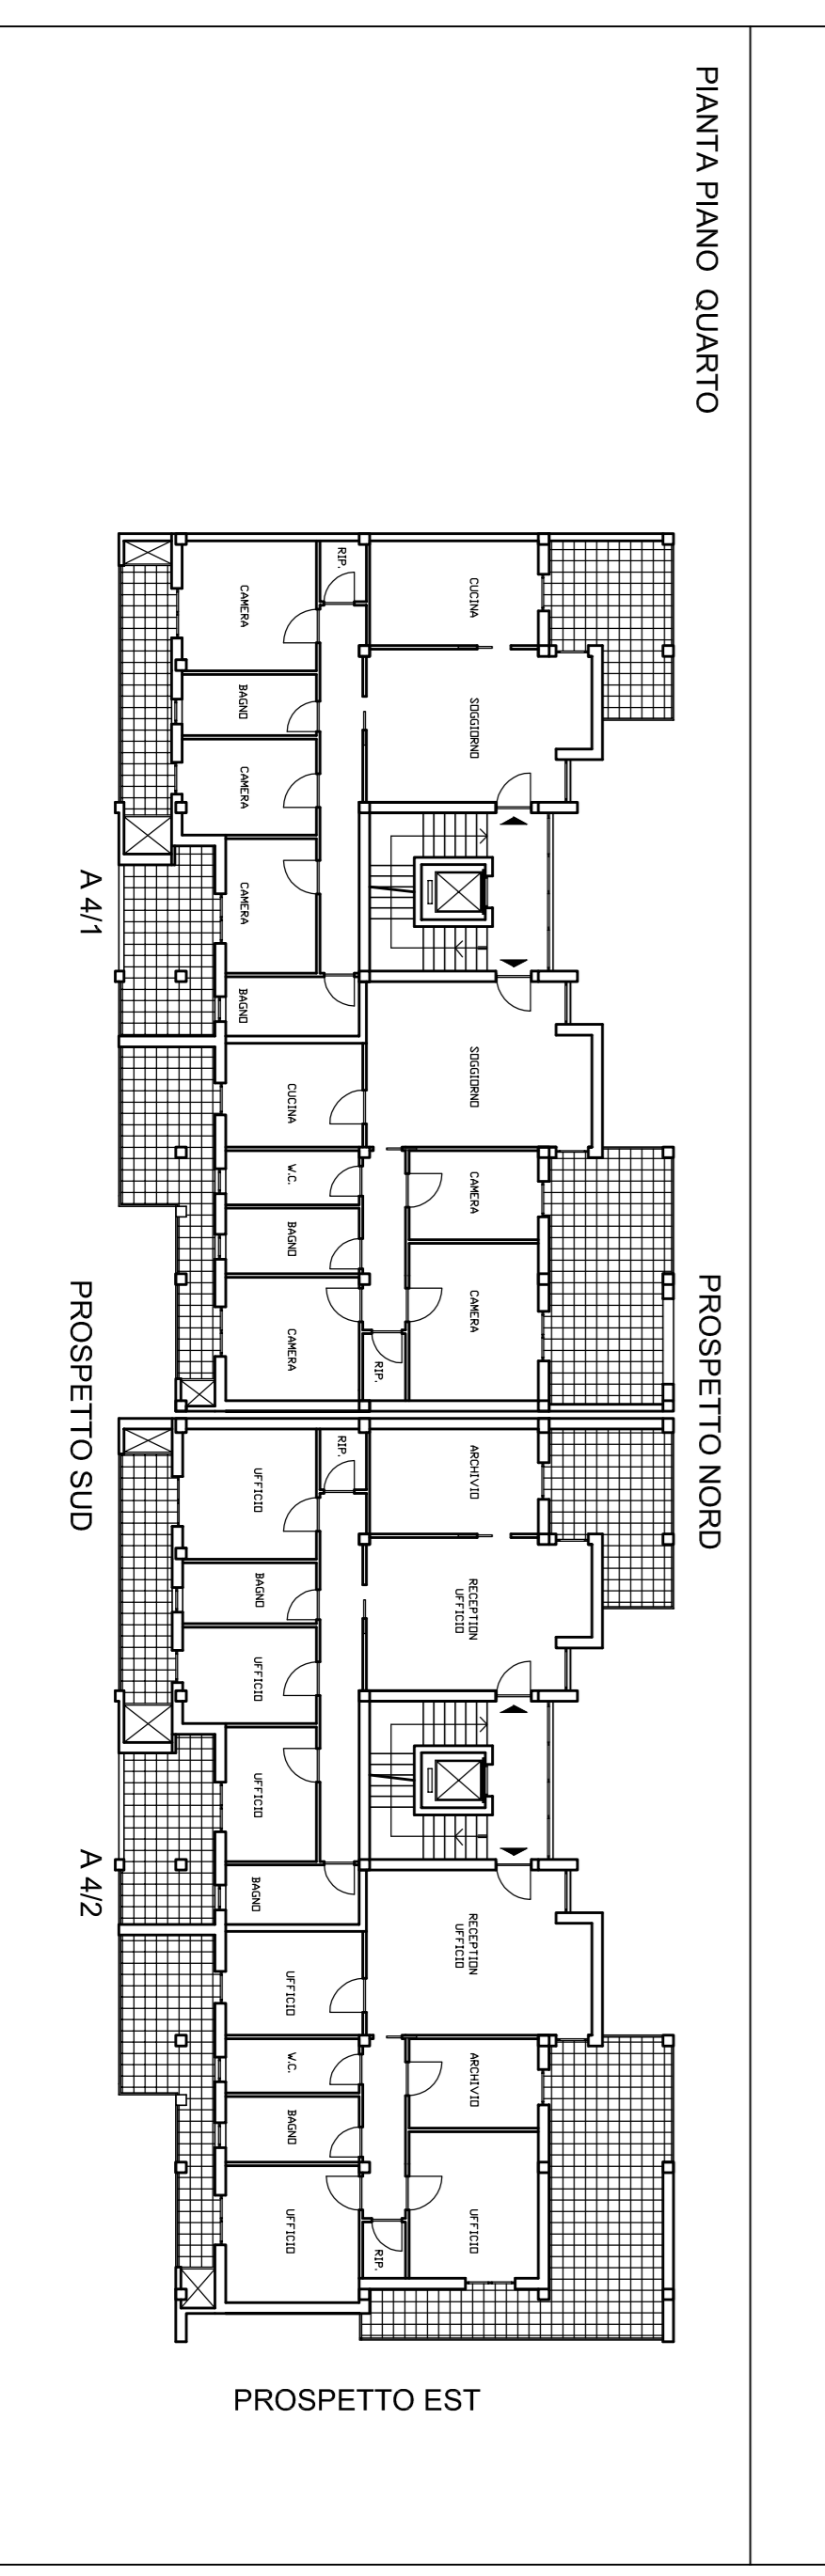 PIANTA PIANO QUARTO
PROSPETTO NORD
CUCINA
SOGGIORNO
SOGGIORNO
CAMERA
CAMERA
ARCHIVIO
RECEPTION
UFFICIO
RECEPTION
UFFICIO
ARCHIVIO
UFFICIO
RIP.
RIP.
RIP.
RIP.
CAMERA
BAGNO
CAMERA
CAMERA
BAGNO
CUCINA
W.C.
BAGNO
CAMERA
UFFICIO
BAGNO
UFFICIO
UFFICIO
BAGNO
UFFICIO
W.C.
BAGNO
UFFICIO
A 4/1
A 4/2
PROSPETTO SUD
PROSPETTO EST